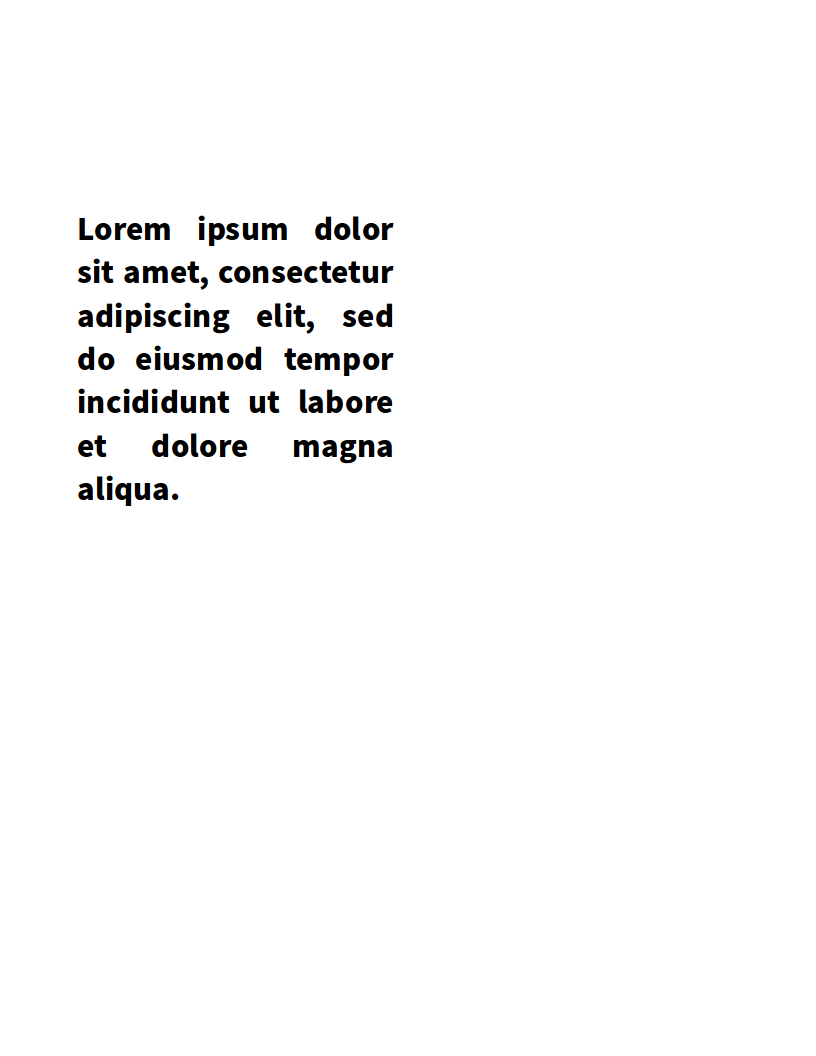 Lorem ipsum dolor
sit amet, consectetur
adipiscing elit, sed
do eiusmod tempor
incididunt ut labore
et dolore magna
aliqua.